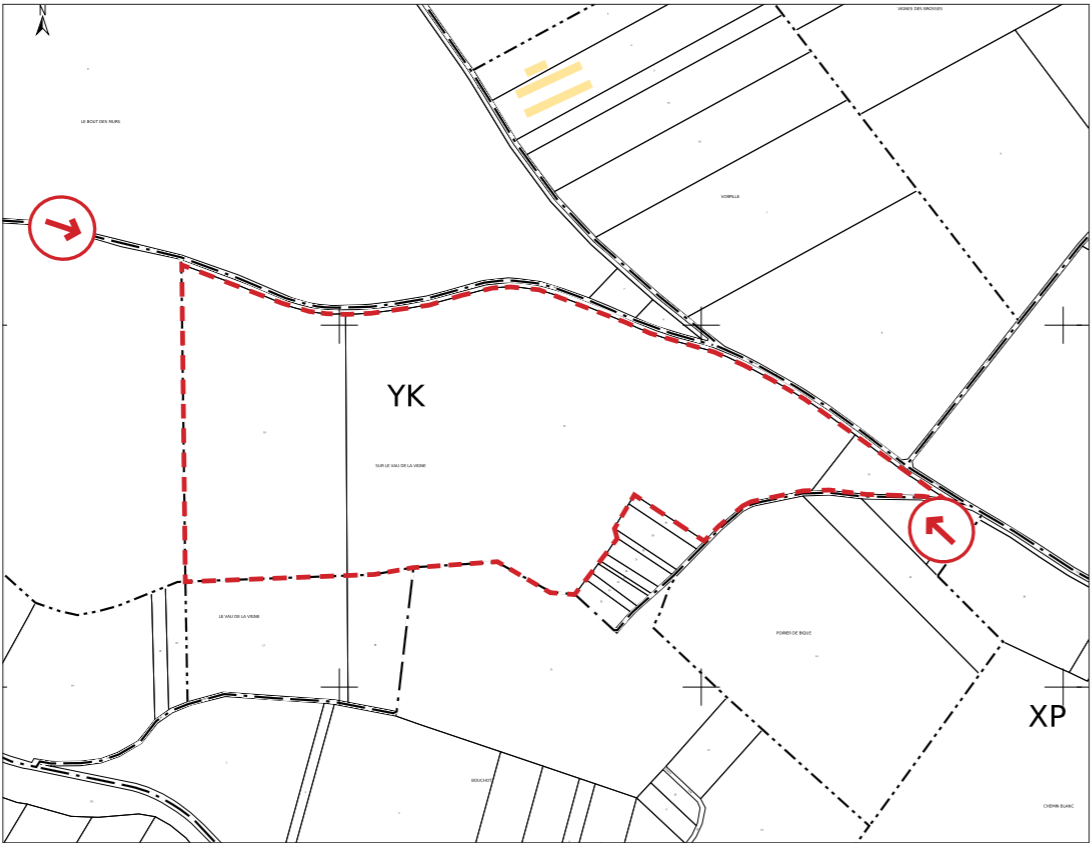 N
VIGNES DES BROSSES
LE BOUT DES MURS
VORPILLE
YK
SUR LE VAU DE LA VIGNE
LE VAU DE LA VIGNE
POIRIER DE BIQUE
XP
BOUCHOT
CHEMIN BLANC